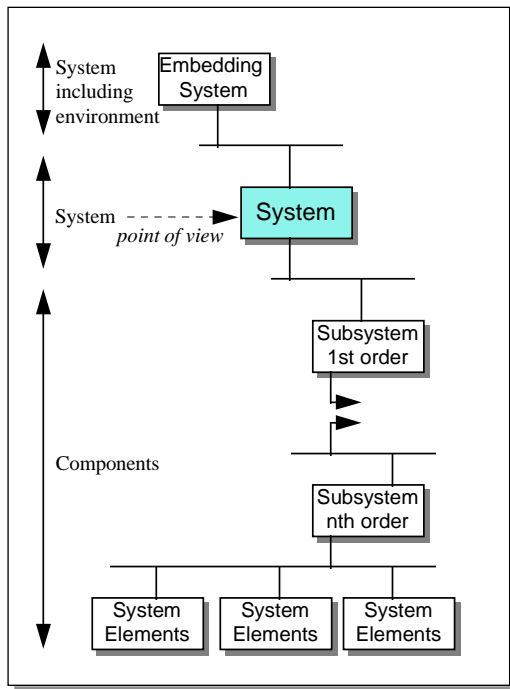 System
including
environment
Embedding
System
System
point of view
System
Subsystem
1st order
Components
Subsystem
nth order
System
Elements
System
Elements
System
Elements